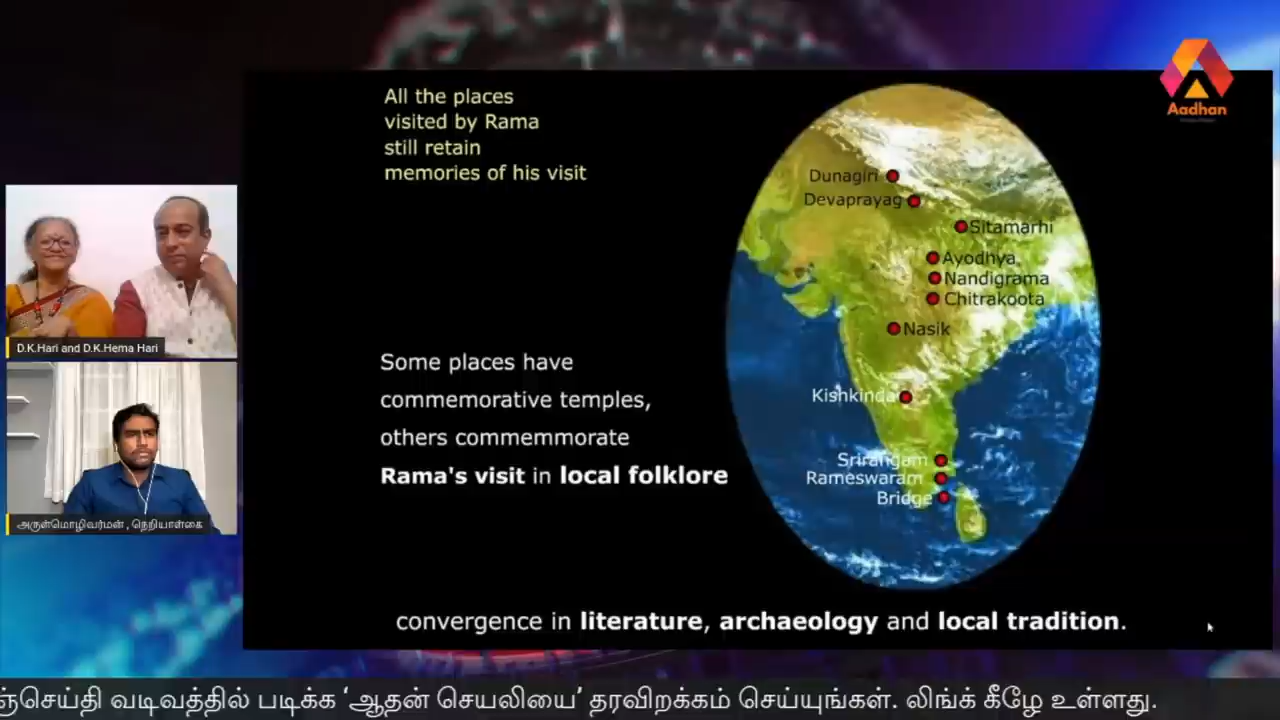 All the places
visited by Rama
still retain
memories of his visit
Aadhan
Dunagiri
Devaprayag
Sitamarhi
Ayodhya
Nandigrama
Chitrakoota
Nasik
Kishkinda
Srirangam
Rameswaram
Bridge
D.K.Hari and D.K.Hema Hari
Some places have
commemorative temples,
others commemmorate
Rama's visit in local folklore
அருள்மொழிவர்மன் , நெறியாள்கை
convergence in literature, archaeology and local tradition.
ஞ்செய்தி வடிவத்தில் படிக்க ‘ஆதன் செயலியை’ தரவிறக்கம் செய்யுங்கள். லிங்க் கீழே உள்ளது.